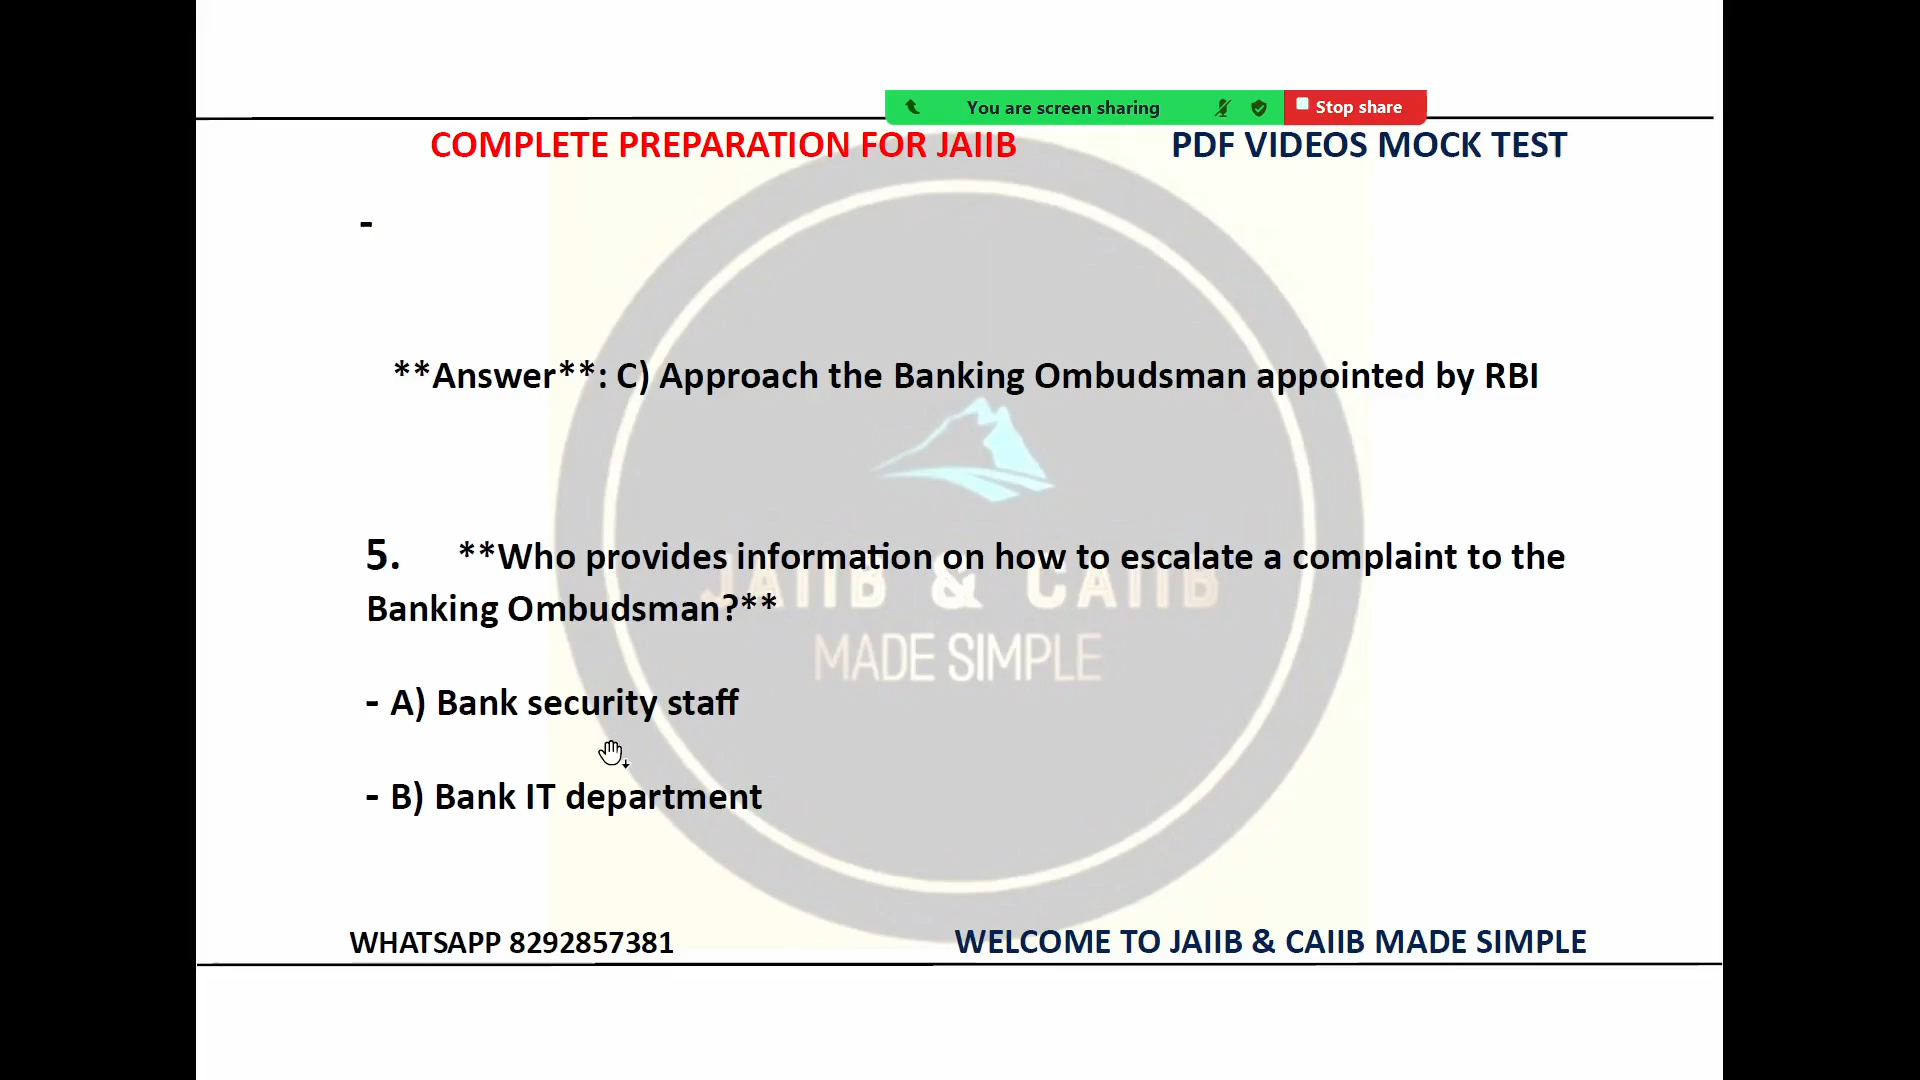 You are screen sharing Stop share
COMPLETE PREPARATION FOR JAIIB PDF VIDEOS MOCK TEST
-
**Answer**: C) Approach the Banking Ombudsman appointed by RBI
5. **Who provides information on how to escalate a complaint to the
Banking Ombudsman?**
JAIIB & CAIIB
MADE SIMPLE
- A) Bank security staff
- B) Bank IT department
WHATSAPP 8292857381 WELCOME TO JAIIB & CAIIB MADE SIMPLE